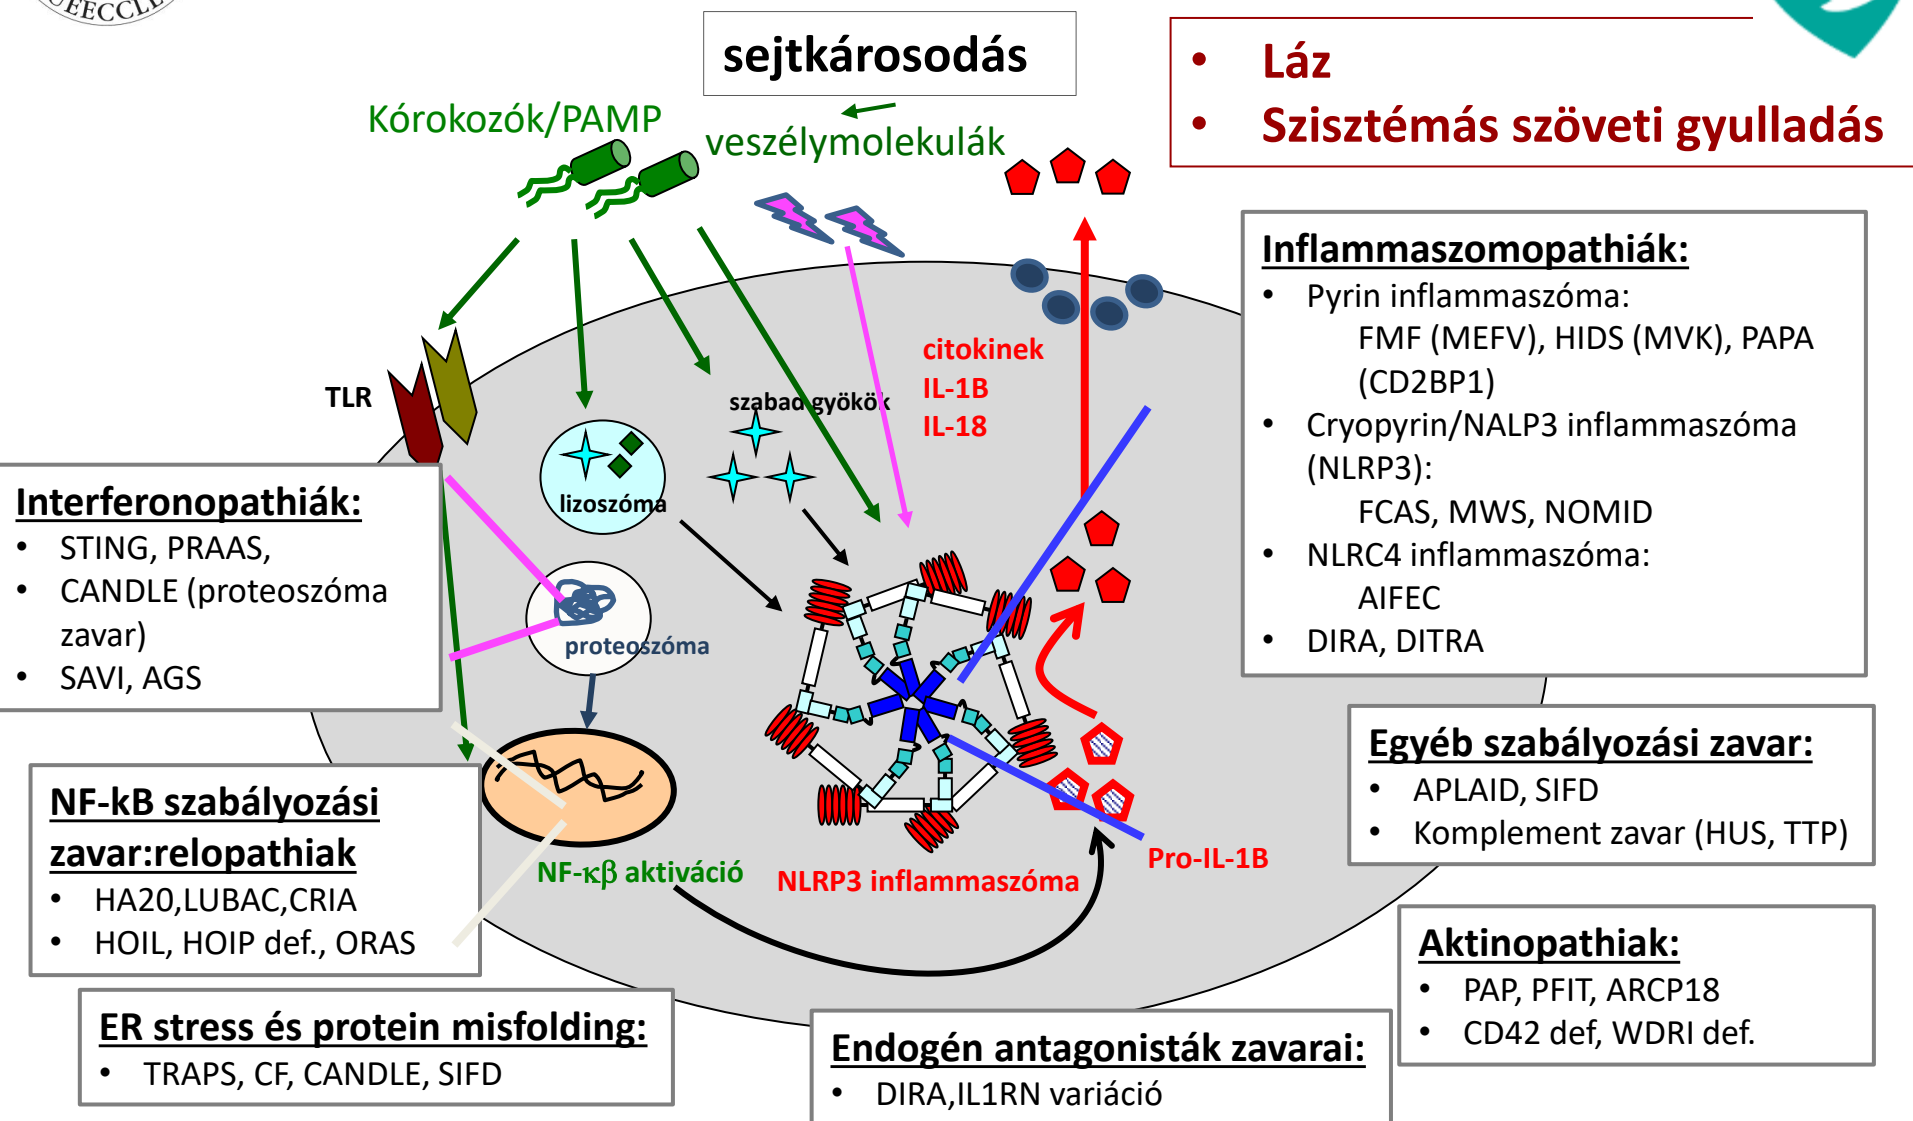 UFECCLE
sejtkárosodás
• Láz
• Szisztémás szöveti gyulladás
Kórokozók/PAMP
veszélymolekulák
TLR
szabad gyökök
citokinek
IL-1B
IL-18
lizoszóma
proteoszóma
NF-κβ aktiváció
NLRP3 inflammaszóma
Pro-IL-1B
Inflammaszomopathiák:
• Pyrin inflammaszóma:
FMF (MEFV), HIDS (MVK), PAPA
(CD2BP1)
• Cryopyrin/NALP3 inflammaszóma
(NLRP3):
FCAS, MWS, NOMID
• NLRC4 inflammaszóma:
AIFEC
• DIRA, DITRA
Interferonopathiák:
• STING, PRAAS,
• CANDLE (proteoszóma
zavar)
• SAVI, AGS
NF-kB szabályozási
zavar:relopathiak
• HA20,LUBAC,CRIA
• HOIL, HOIP def., ORAS
Egyéb szabályozási zavar:
• APLAID, SIFD
• Komplement zavar (HUS, TTP)
Aktinopathiak:
• PAP, PFIT, ARCP18
• CD42 def, WDRI def.
ER stress és protein misfolding:
• TRAPS, CF, CANDLE, SIFD
Endogén antagonisták zavarai:
• DIRA,IL1RN variáció